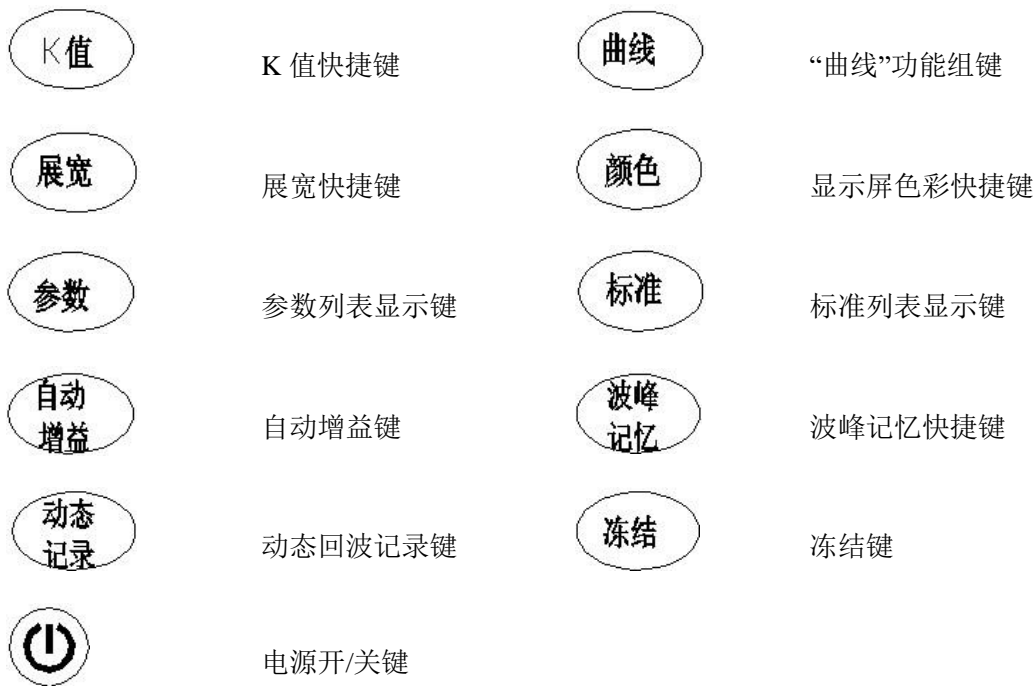 K值 K 值快捷键 曲线 “曲线”功能组键
展宽 展宽快捷键 颜色 显示屏色彩快捷键
参数 参数列表显示键 标准 标准列表显示键
自动
增益 自动增益键 波峰
记忆 波峰记忆快捷键
动态
记录 动态回波记录键 冻结 冻结键
电源开/关键